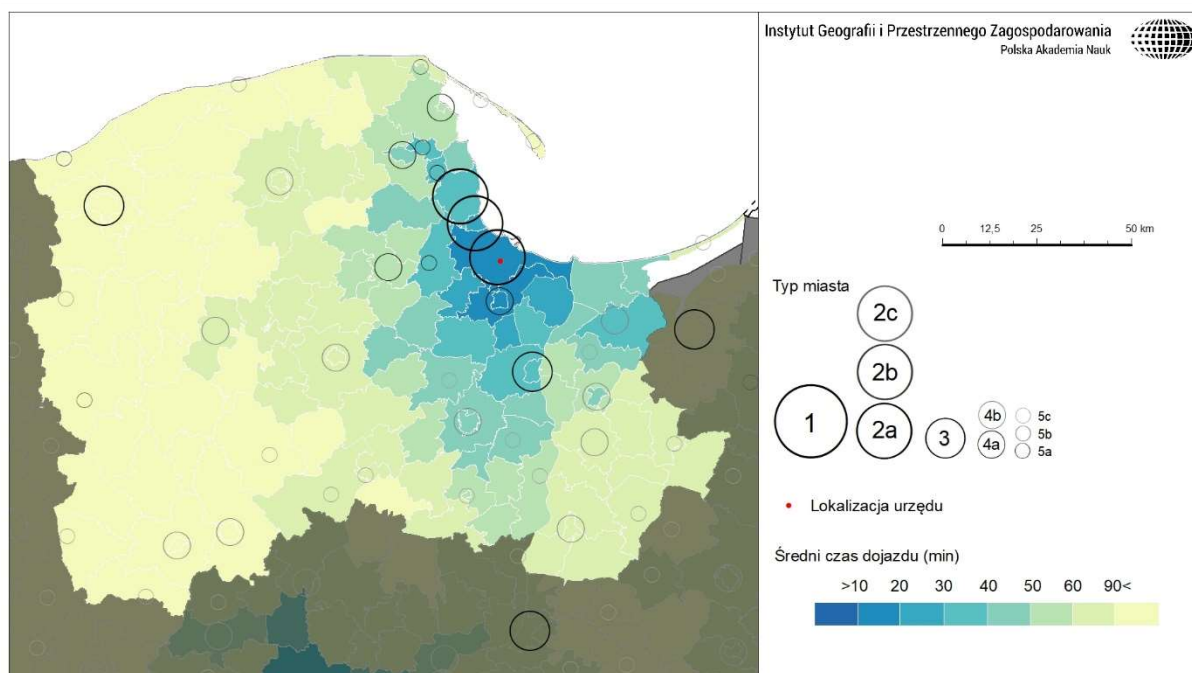 Instytut Geografii i Przestrzennego Zagospodarowania
Polska Akademia Nauk
0 12,5 25 50 km
Typ miasta
2c
2b
1 2a 3 4b 4a 5c 5b 5a
Lokalizacja urzędu
Średni czas dojazdu (min)
>10 20 30 40 50 60 90<